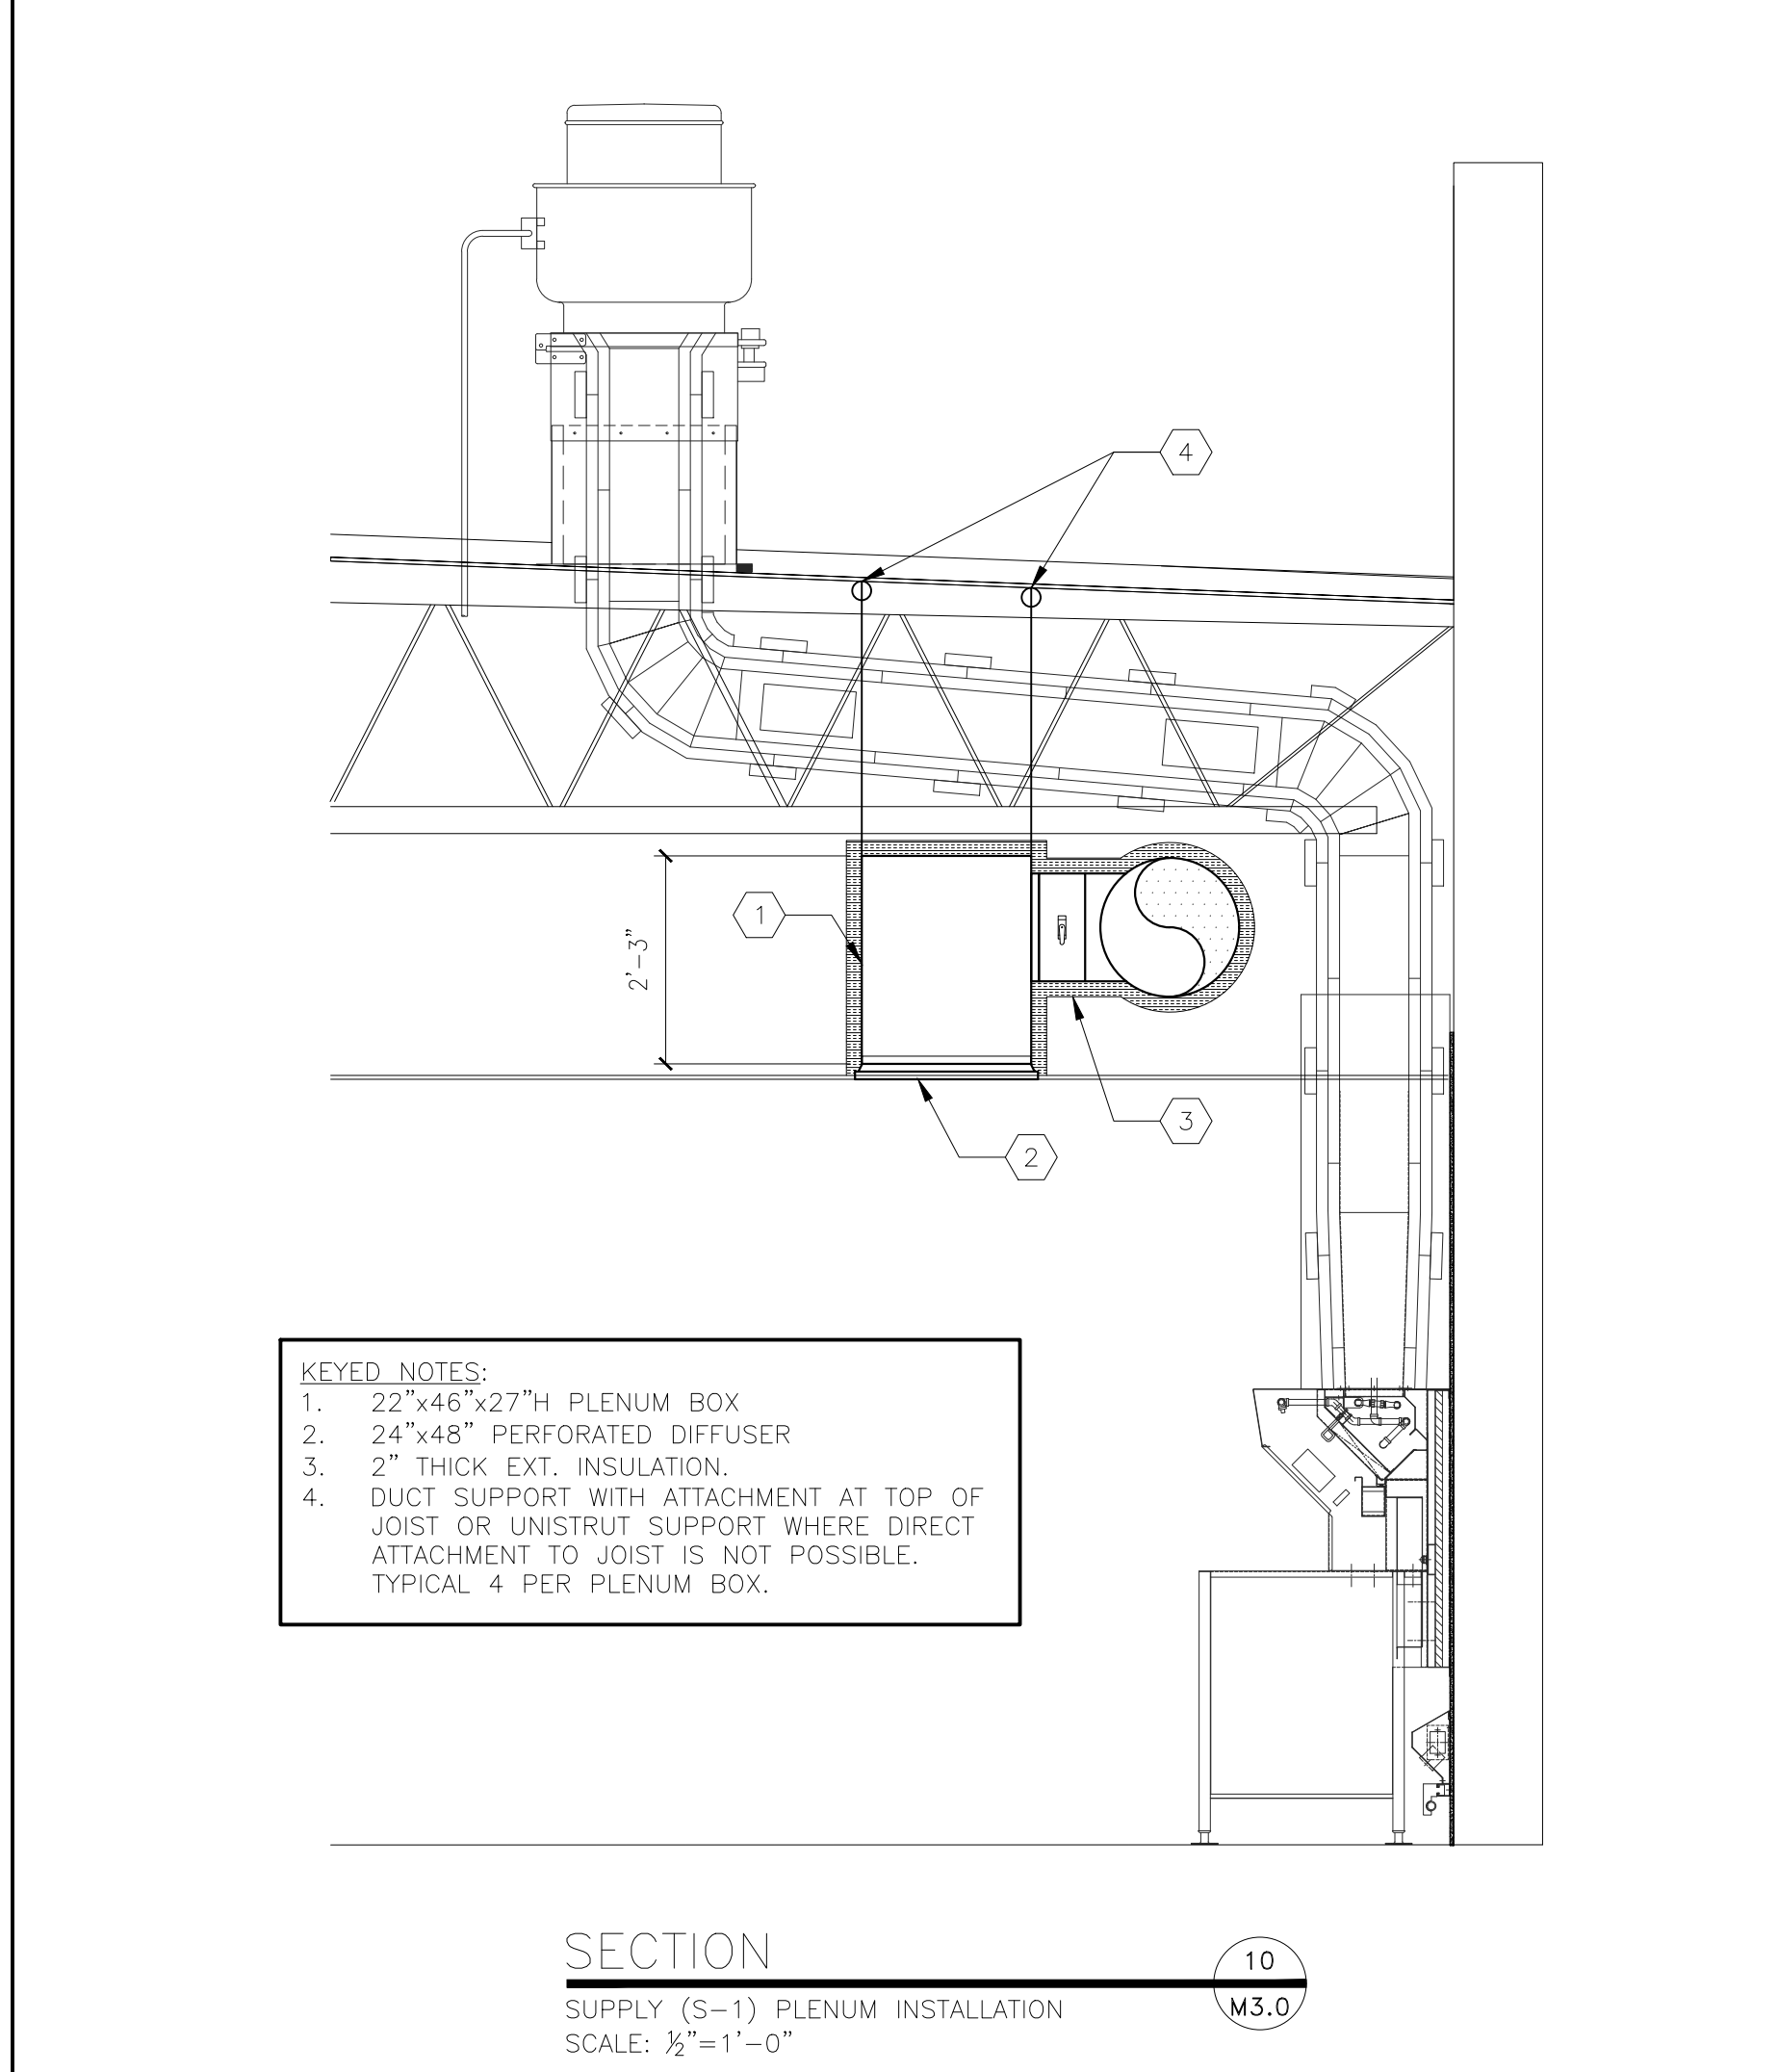 4
1
2'-3"
3
2
KEYED NOTES:
1. 22"x46"x27"H PLENUM BOX
2. 24"x48" PERFORATED DIFFUSER
3. 2" THICK EXT. INSULATION.
4. DUCT SUPPORT WITH ATTACHMENT AT TOP OF
JOIST OR UNISTRUT SUPPORT WHERE DIRECT
ATTACHMENT TO JOIST IS NOT POSSIBLE.
TYPICAL 4 PER PLENUM BOX.
SECTION
10
M3.0
SUPPLY (S-1) PLENUM INSTALLATION
SCALE: ½"=1'-0"